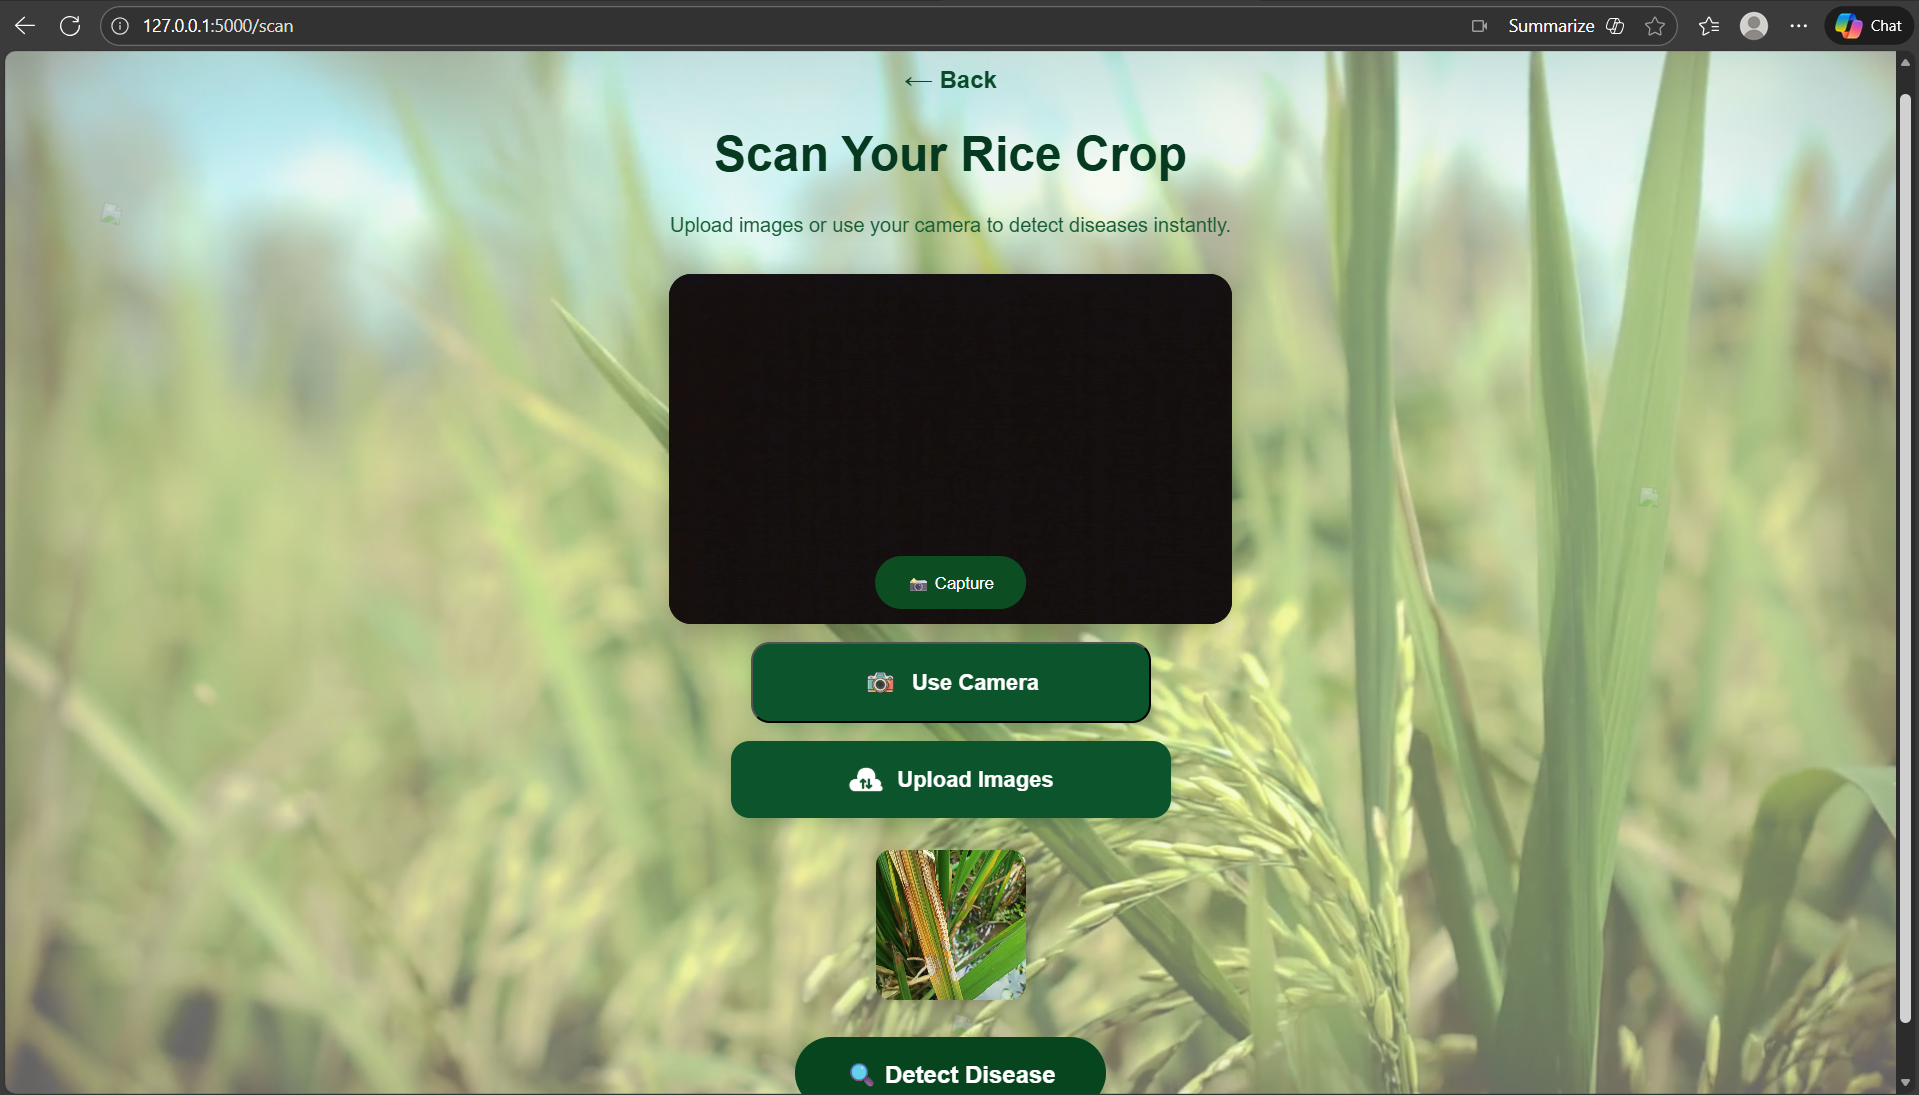 127.0.0.1:5000/scan
Summarize
Chat
← Back
Scan Your Rice Crop
Upload images or use your camera to detect diseases instantly.
Capture
Use Camera
Upload Images
Detect Disease